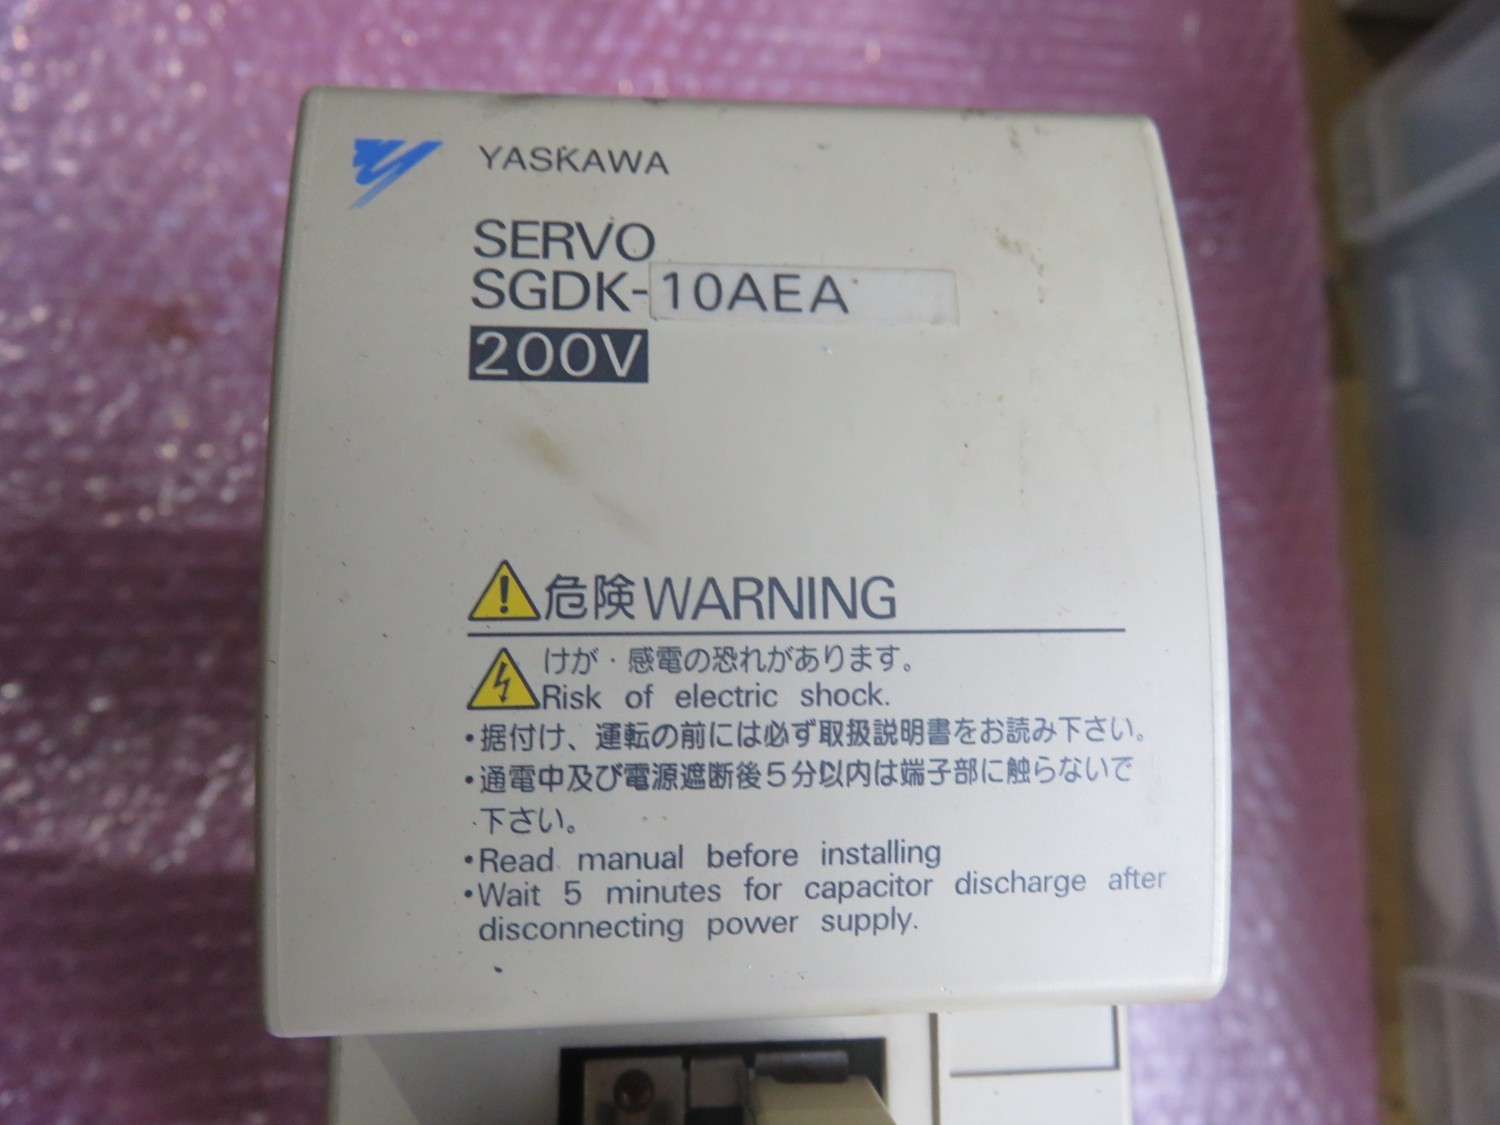 YASKAWA
SERVO
SGDK-10AEA
200V
危険WARNING
けが・感電の恐れがあります。
Risk of electric shock.
・据付け、運転の前には必ず取扱説明書をお読み下さい。
・通電中及び電源遮断後5分以内は端子部に触らないで
下さい。
・Read manual before installing
・Wait 5 minutes for capacitor discharge after
disconnecting power supply.